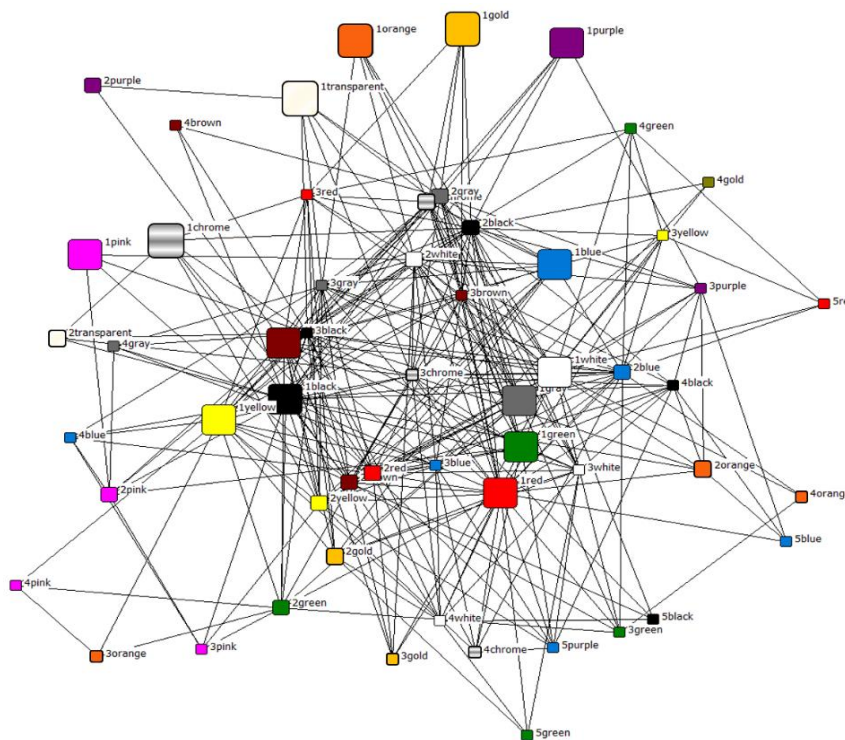 1orange
1gold
1purple
2purple
1transparent
4brown
4green
3red
2gray
4gold
2black
1chrome
3yellow
1pink
2white
1blue
3gray
3purple
3brown
5re
2transparent
3black
4gray
1white
3chrome
2blue
1black
4black
1gray
1yellow
4blue
1green
2red
3blue
3white
2orange
1red
2pink
2yellow
4orang
5blue
2gold
4pink
2green
4white
5black
3green
3orange
3pink
3gold
4chrome
5purple
5green